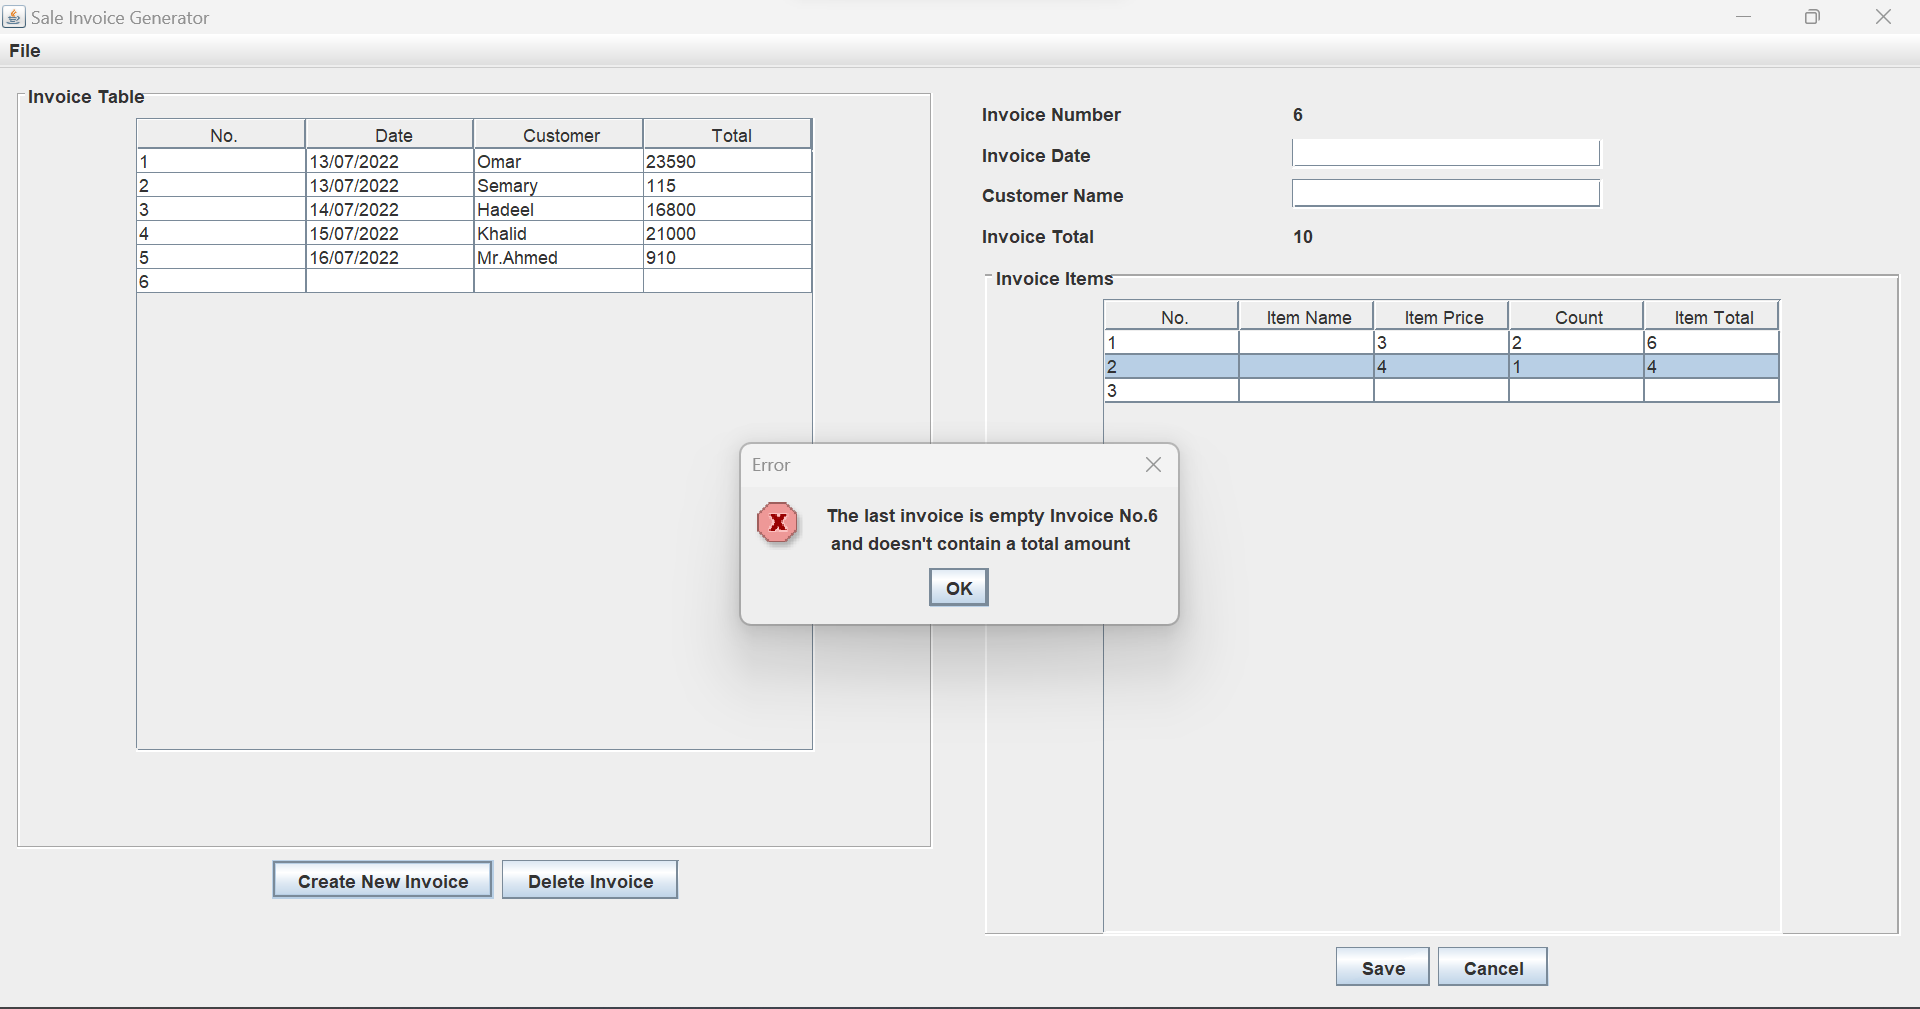 Sale Invoice Generator
File
Invoice Table
No. Date Customer Total
1 13/07/2022 Omar 23590
2 13/07/2022 Semary 115
3 14/07/2022 Hadeel 16800
4 15/07/2022 Khalid 21000
5 16/07/2022 Mr.Ahmed 910
6
Create New Invoice Delete Invoice
Invoice Number 6
Invoice Date
Customer Name
Invoice Total 10
Invoice Items
No. Item Name Item Price Count Item Total
1 3 2 6
2 4 1 4
3
Save Cancel
Error
The last invoice is empty Invoice No.6
and doesn't contain a total amount
OK